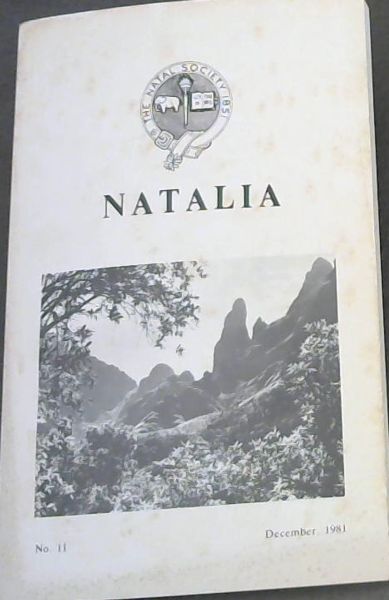 THE NATAL SOCIETY 1851
NATALIA
No. 11
December 1981